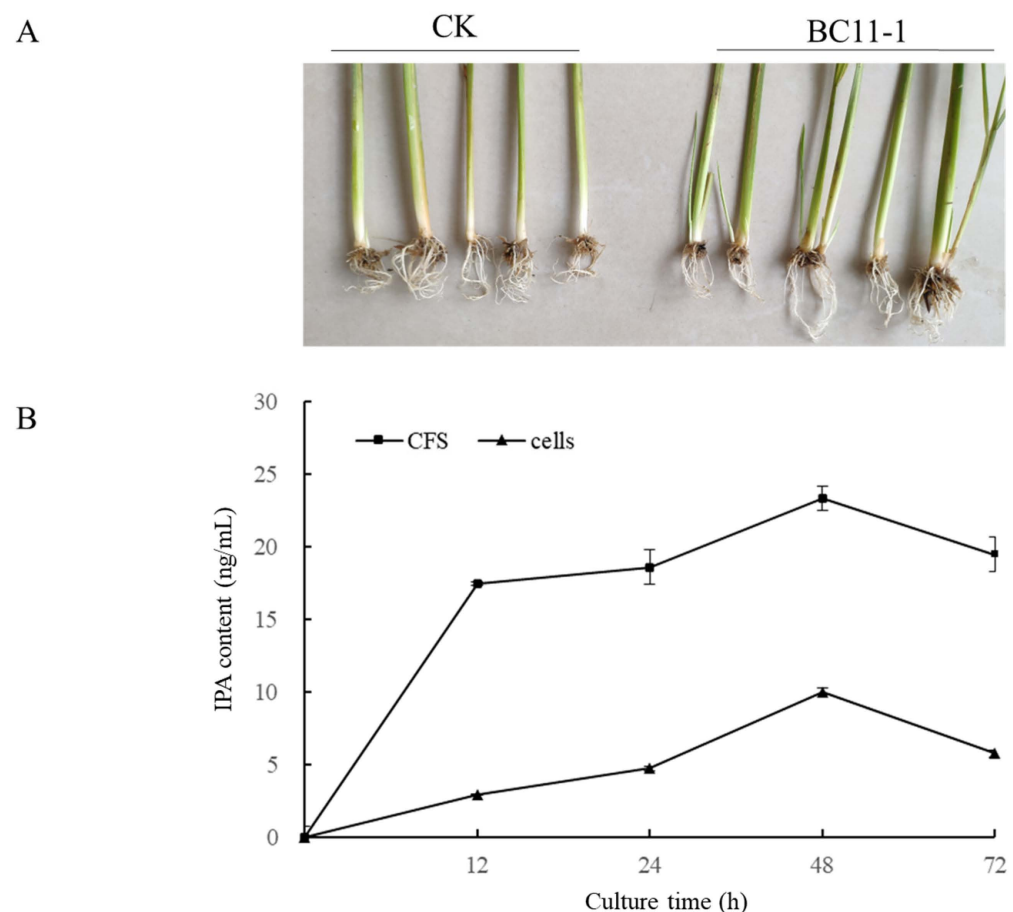 A
CK
BC11-1
B
30
CFS
cells
25
20
15
10
5
0
IPA content (ng/mL)
12
24
48
72
Culture time (h)